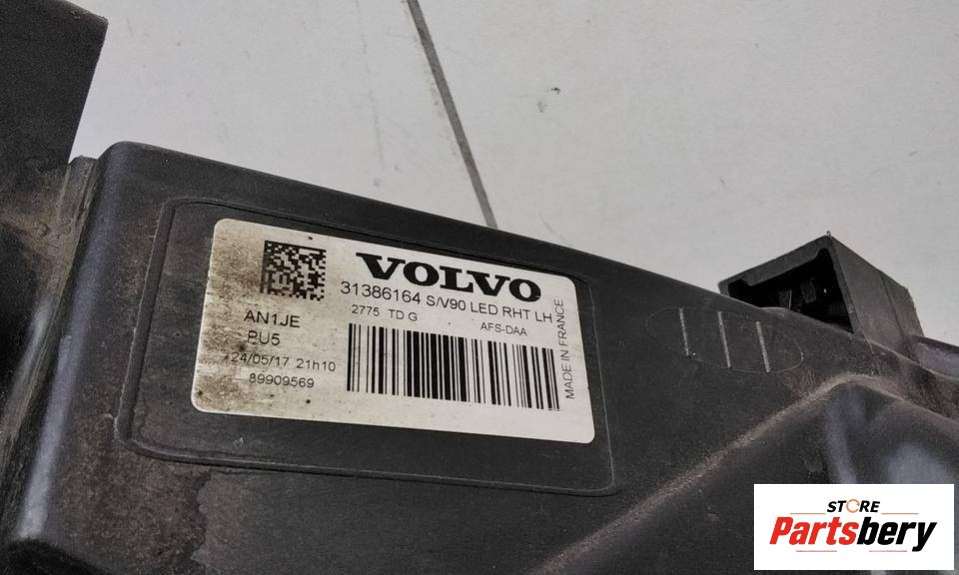 VOLVO
31386164 S/V90 LED RHT LH
2775 TD G AFS-DAA
AN1JE
PU5
24/05/17 21h10
89909569
MADE IN FRANCE
STORE
Partsbery